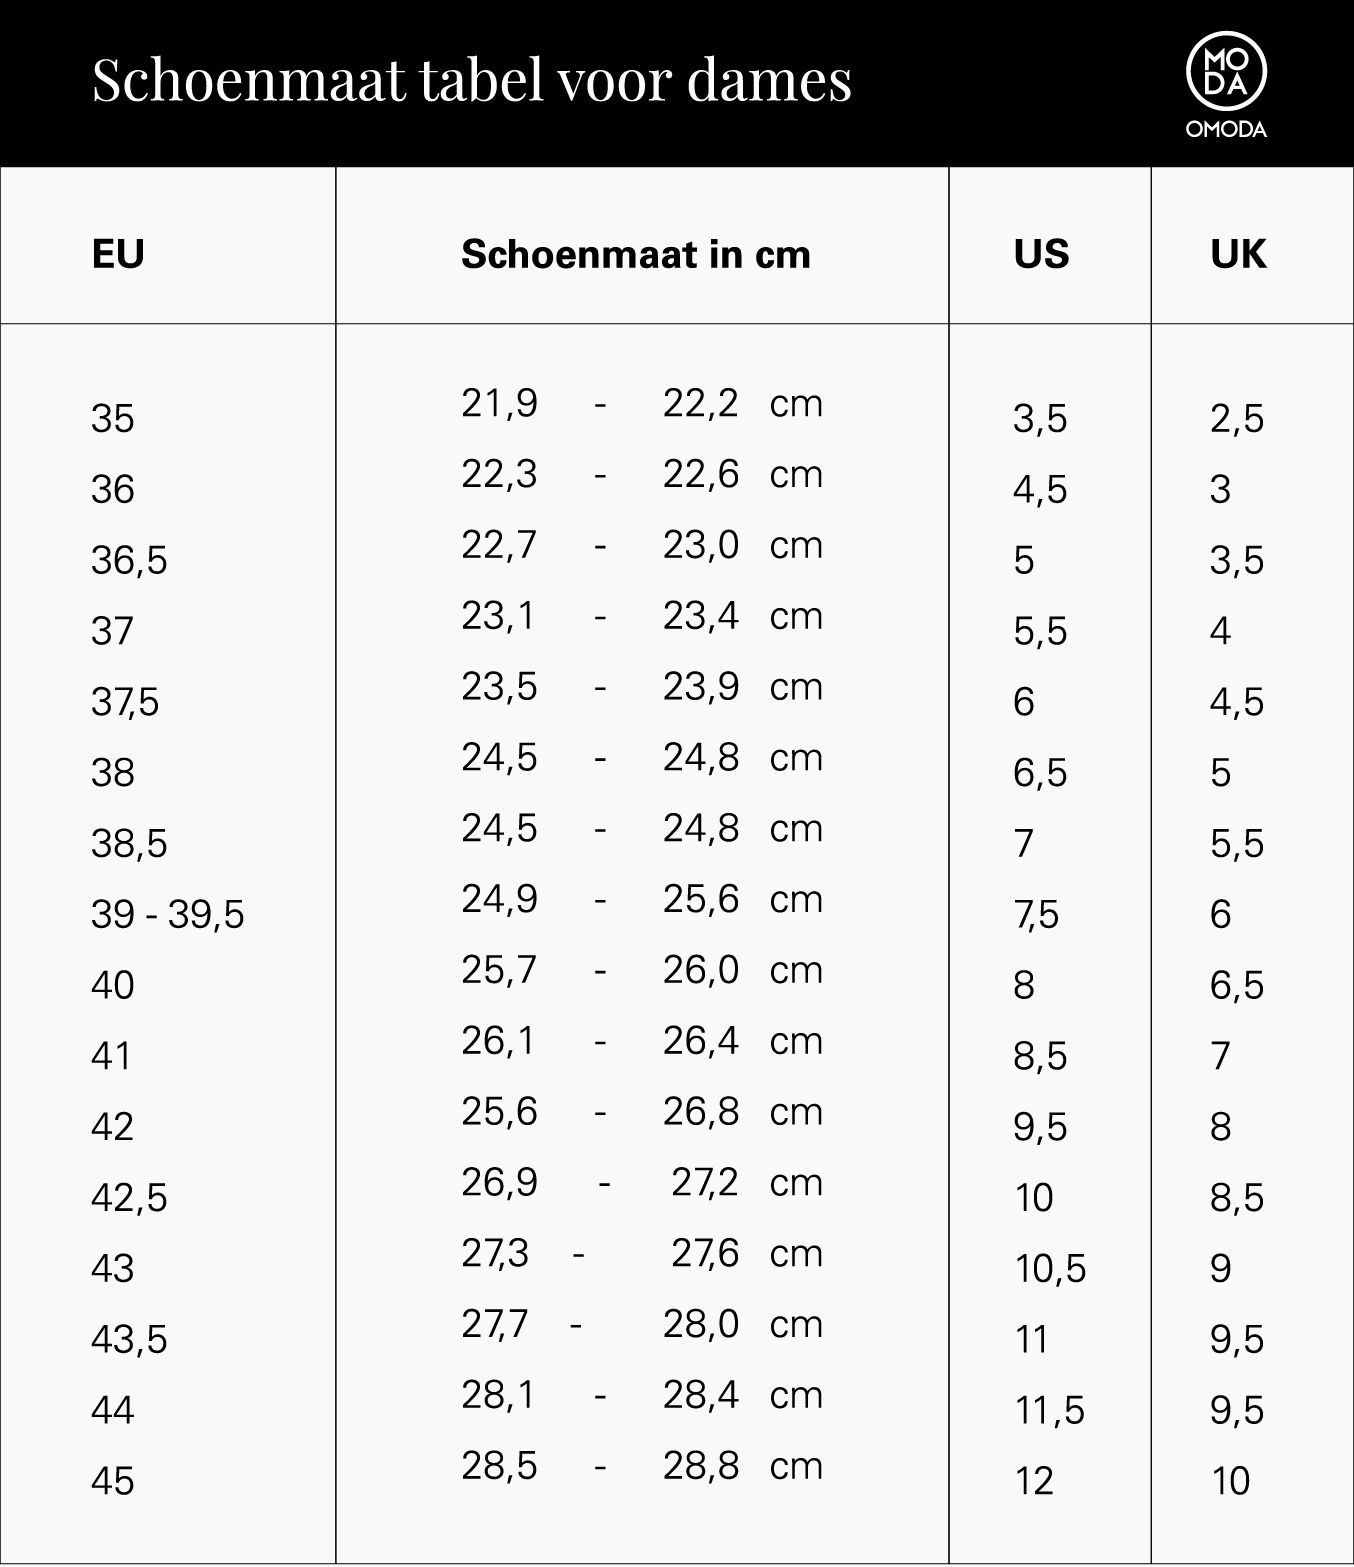 Schoenmaat tabel voor dames
MO
DA
OMODA
EU Schoenmaat in cm US UK
35 21,9 - 22,2 cm 3,5 2,5
36 22,3 - 22,6 cm 4,5 3
36,5 22,7 - 23,0 cm 5 3,5
37 23,1 - 23,4 cm 5,5 4
37,5 23,5 - 23,9 cm 6 4,5
38 24,5 - 24,8 cm 6,5 5
38,5 24,5 - 24,8 cm 7 5,5
39 - 39,5 24,9 - 25,6 cm 7,5 6
40 25,7 - 26,0 cm 8 6,5
41 26,1 - 26,4 cm 8,5 7
42 25,6 - 26,8 cm 9,5 8
42,5 26,9 - 27,2 cm 10 8,5
43 27,3 - 27,6 cm 10,5 9
43,5 27,7 - 28,0 cm 11 9,5
44 28,1 - 28,4 cm 11,5 9,5
45 28,5 - 28,8 cm 12 10